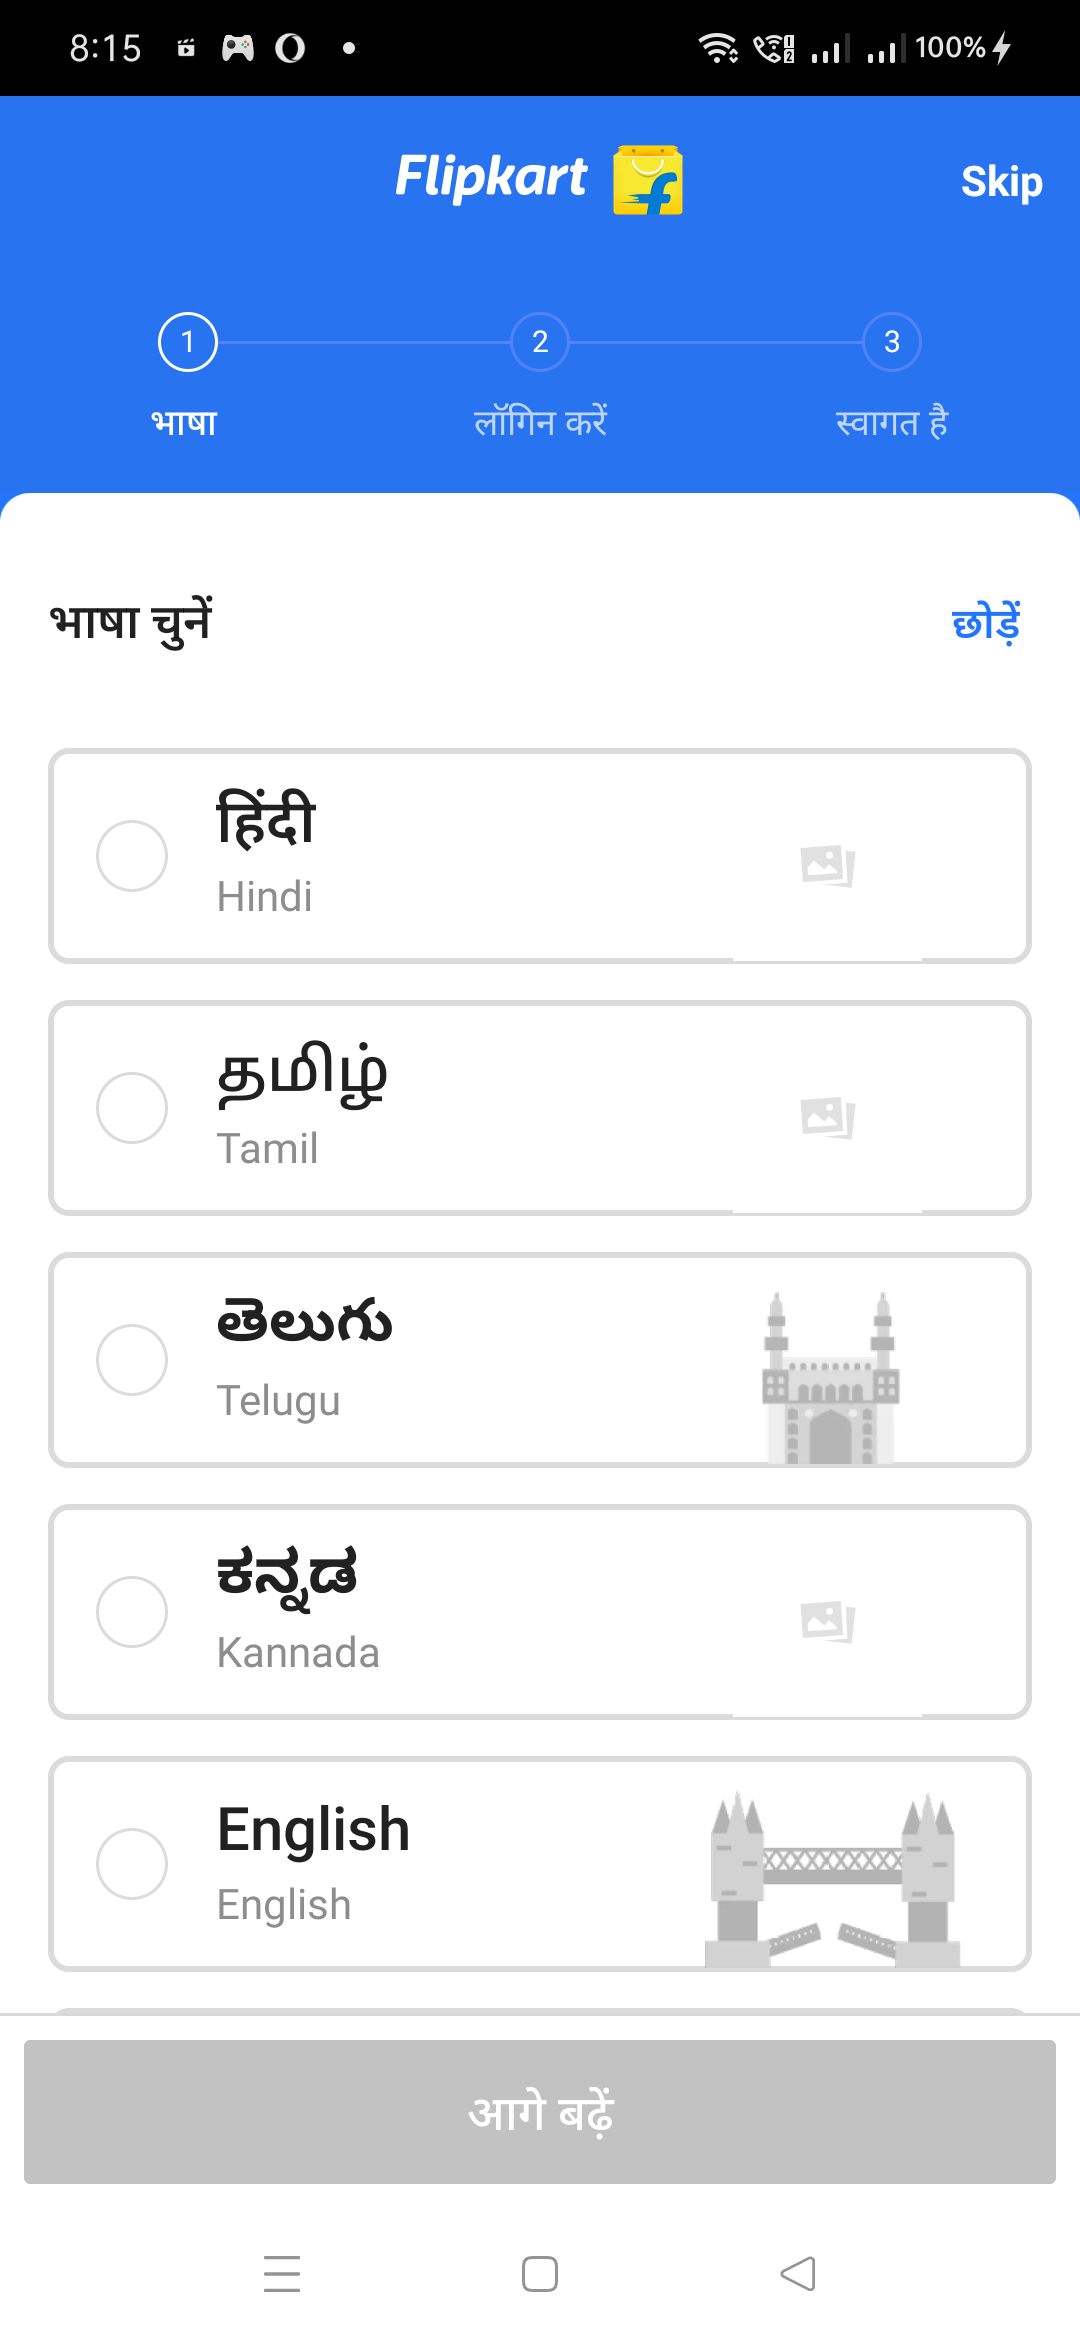 8:15
100%
Flipkart
Skip
1
2
3
भाषा
लॉगिन करें
स्वागत है
भाषा चुनें
छोड़ें
हिंदी
Hindi
தமிழ்
Tamil
తెలుగు
Telugu
ಕನ್ನಡ
Kannada
English
English
आगे बढ़ें